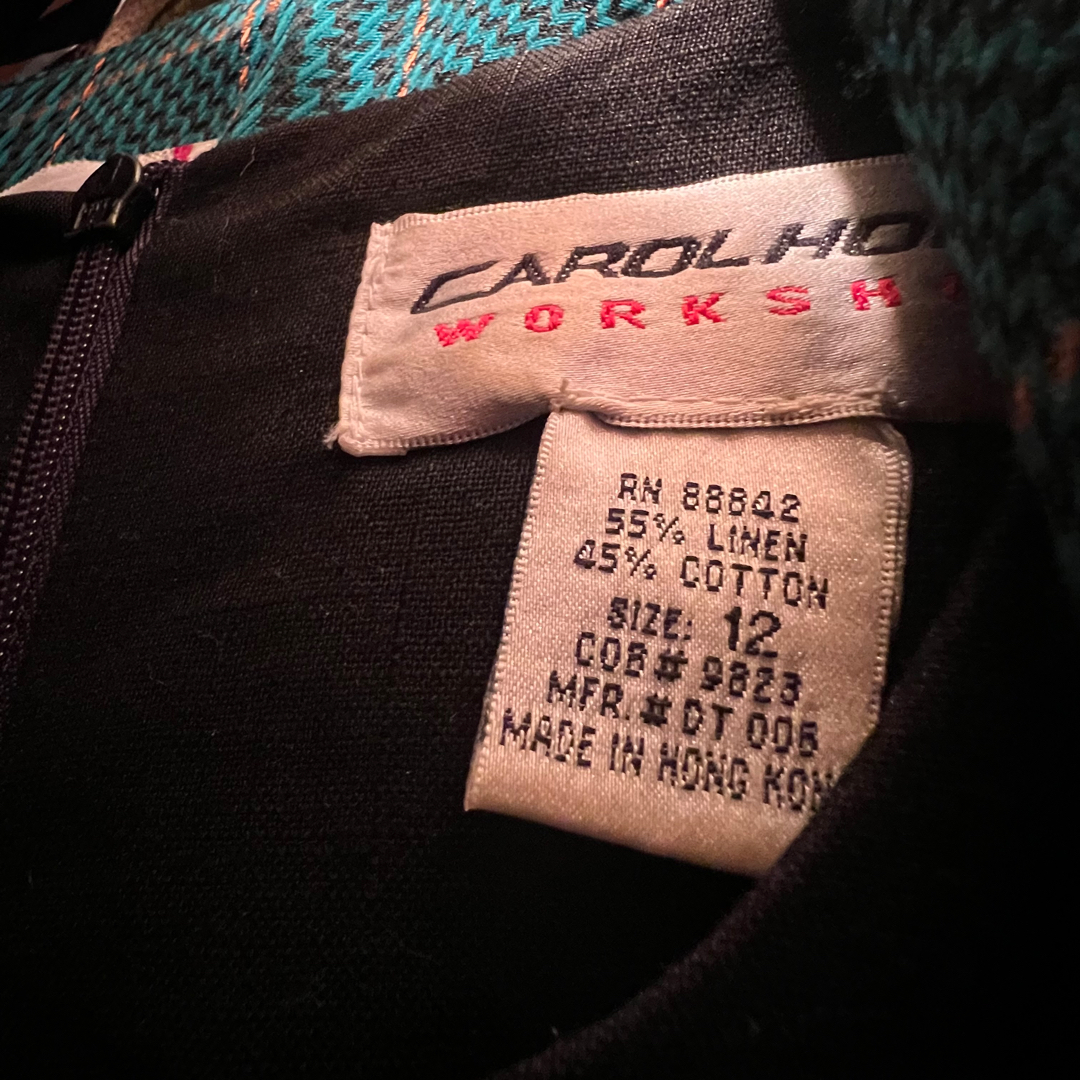 CAROL HO
WORKSH
RN 88842
55% LINEN
45% COTTON
SIZE: 12
COB# 9823
MFR.# DT 006
MADE IN HONG KON